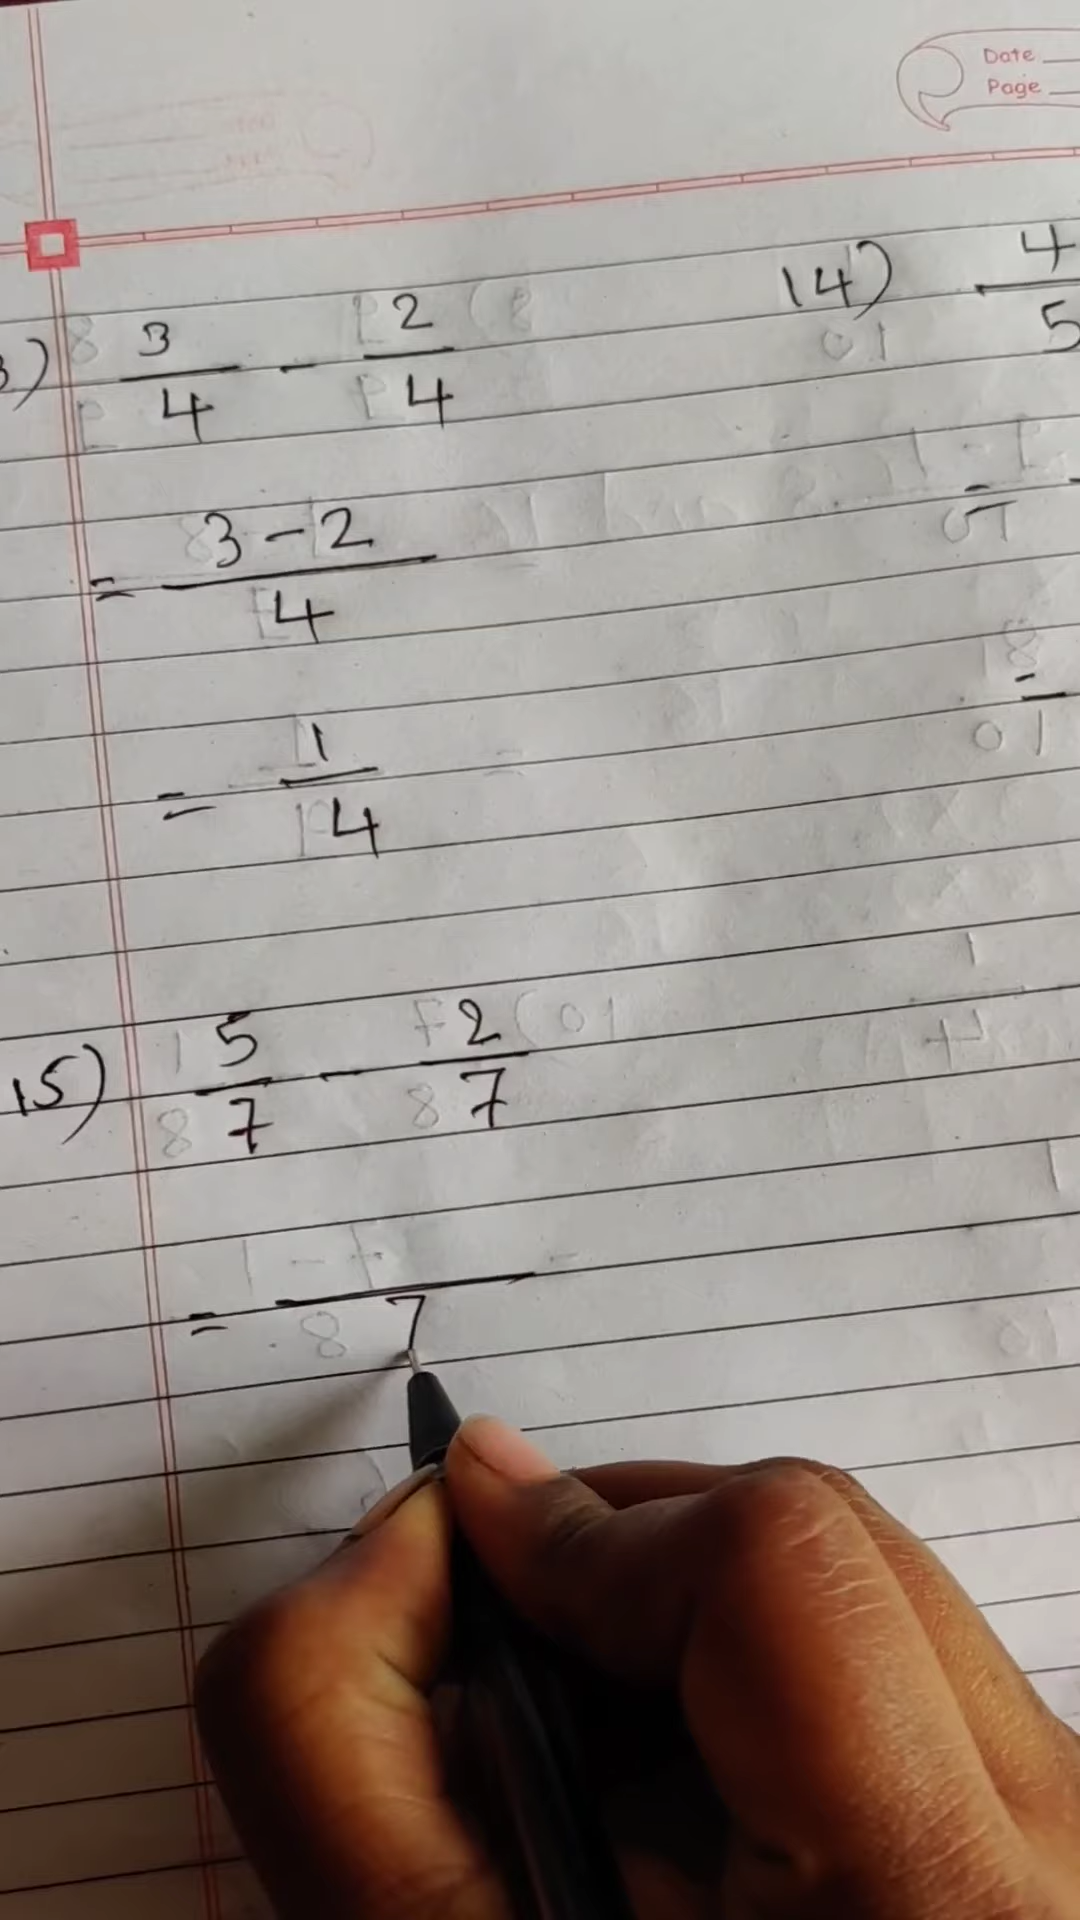 Date
Page
3) 3/4 - 2/4
= 3-2/4
= 1/4
14) 4/5
15) 5/7 - 2/7
= /7